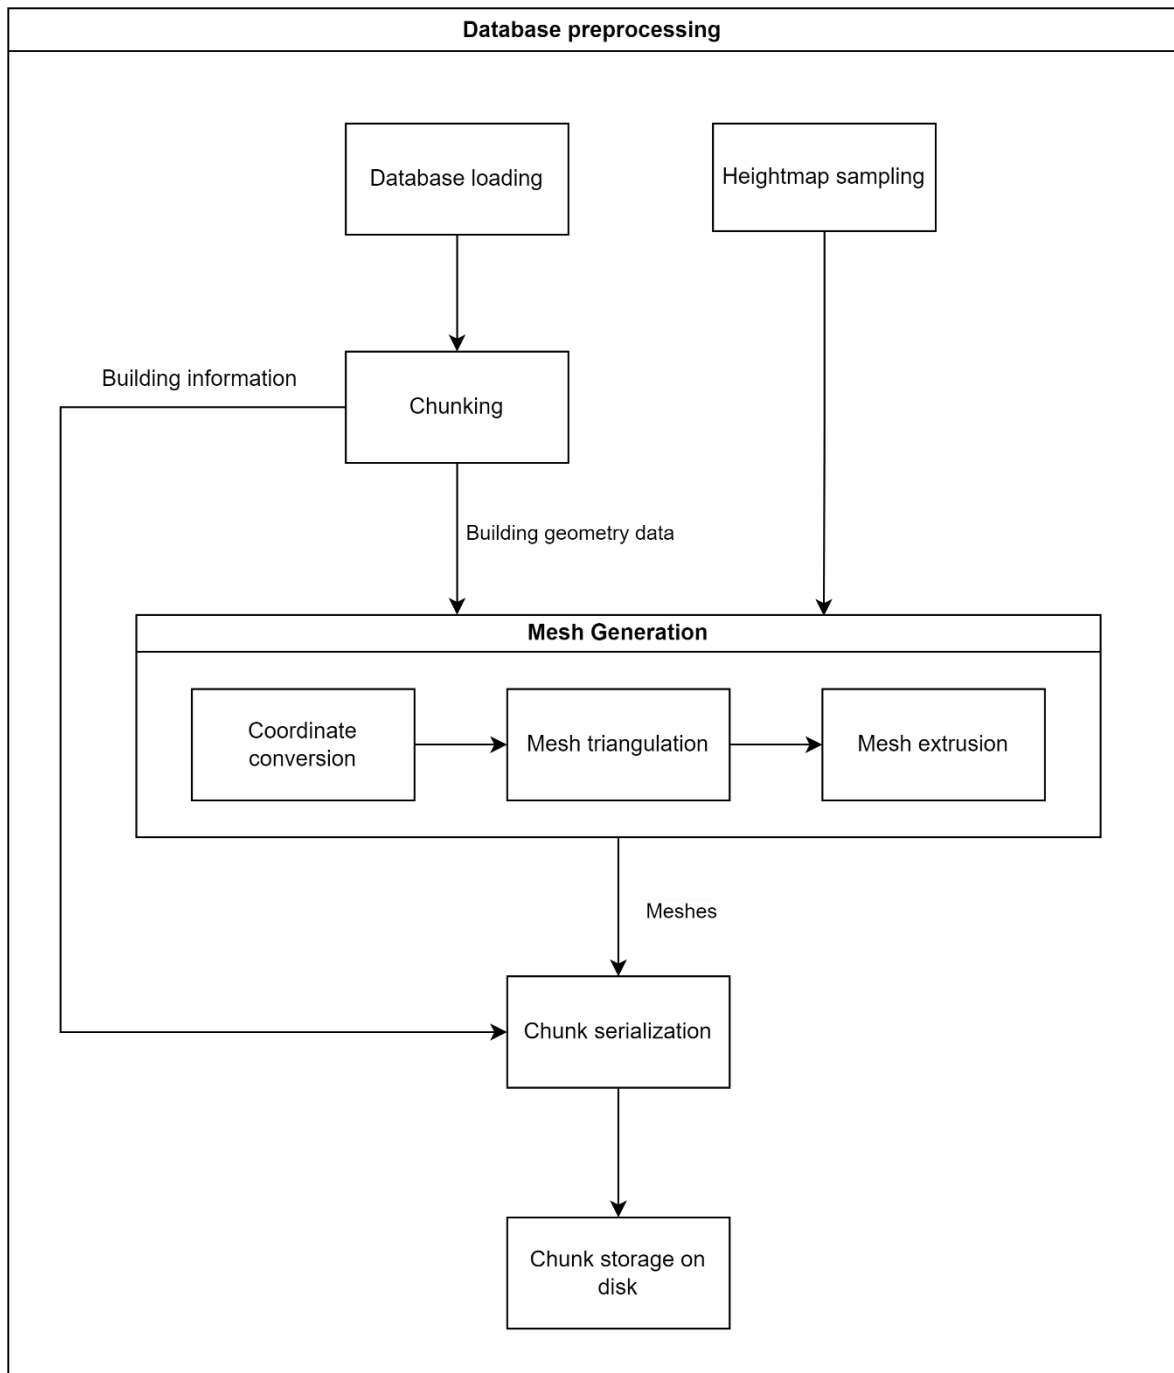 Database preprocessing
Database loading
Heightmap sampling
Building information
Chunking
Building geometry data
Mesh Generation
Coordinate
conversion
Mesh triangulation
Mesh extrusion
Meshes
Chunk serialization
Chunk storage on
disk